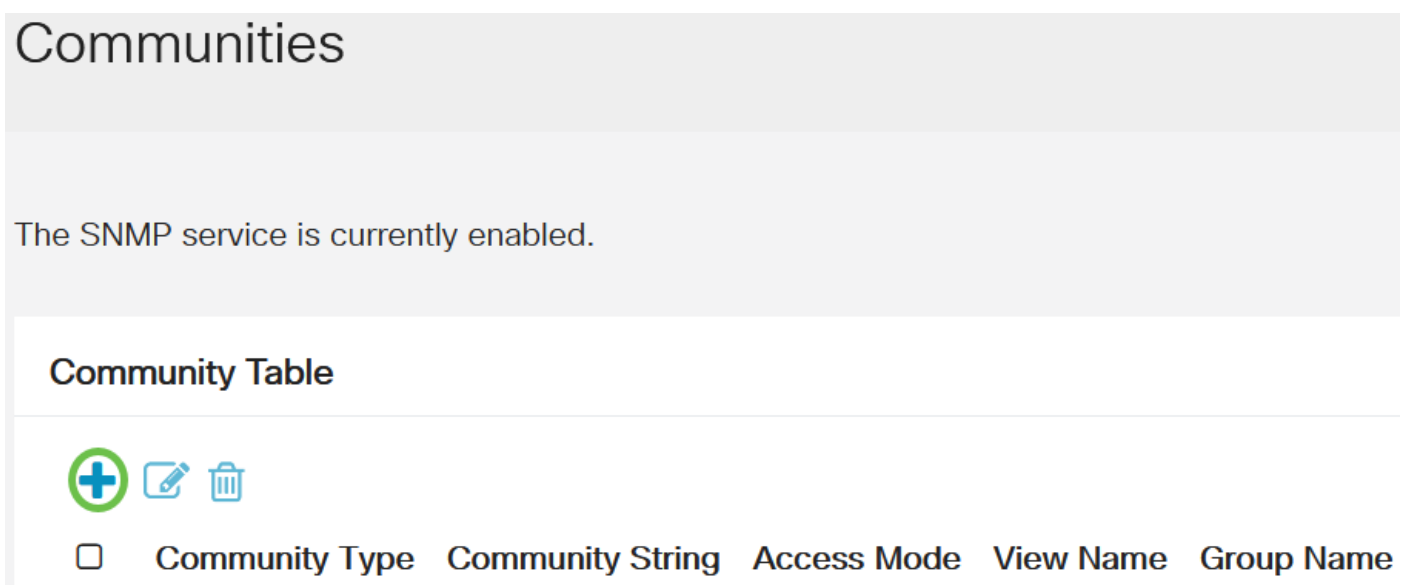 Communities
The SNMP service is currently enabled.
Community Table
Community Type Community String Access Mode View Name Group Name